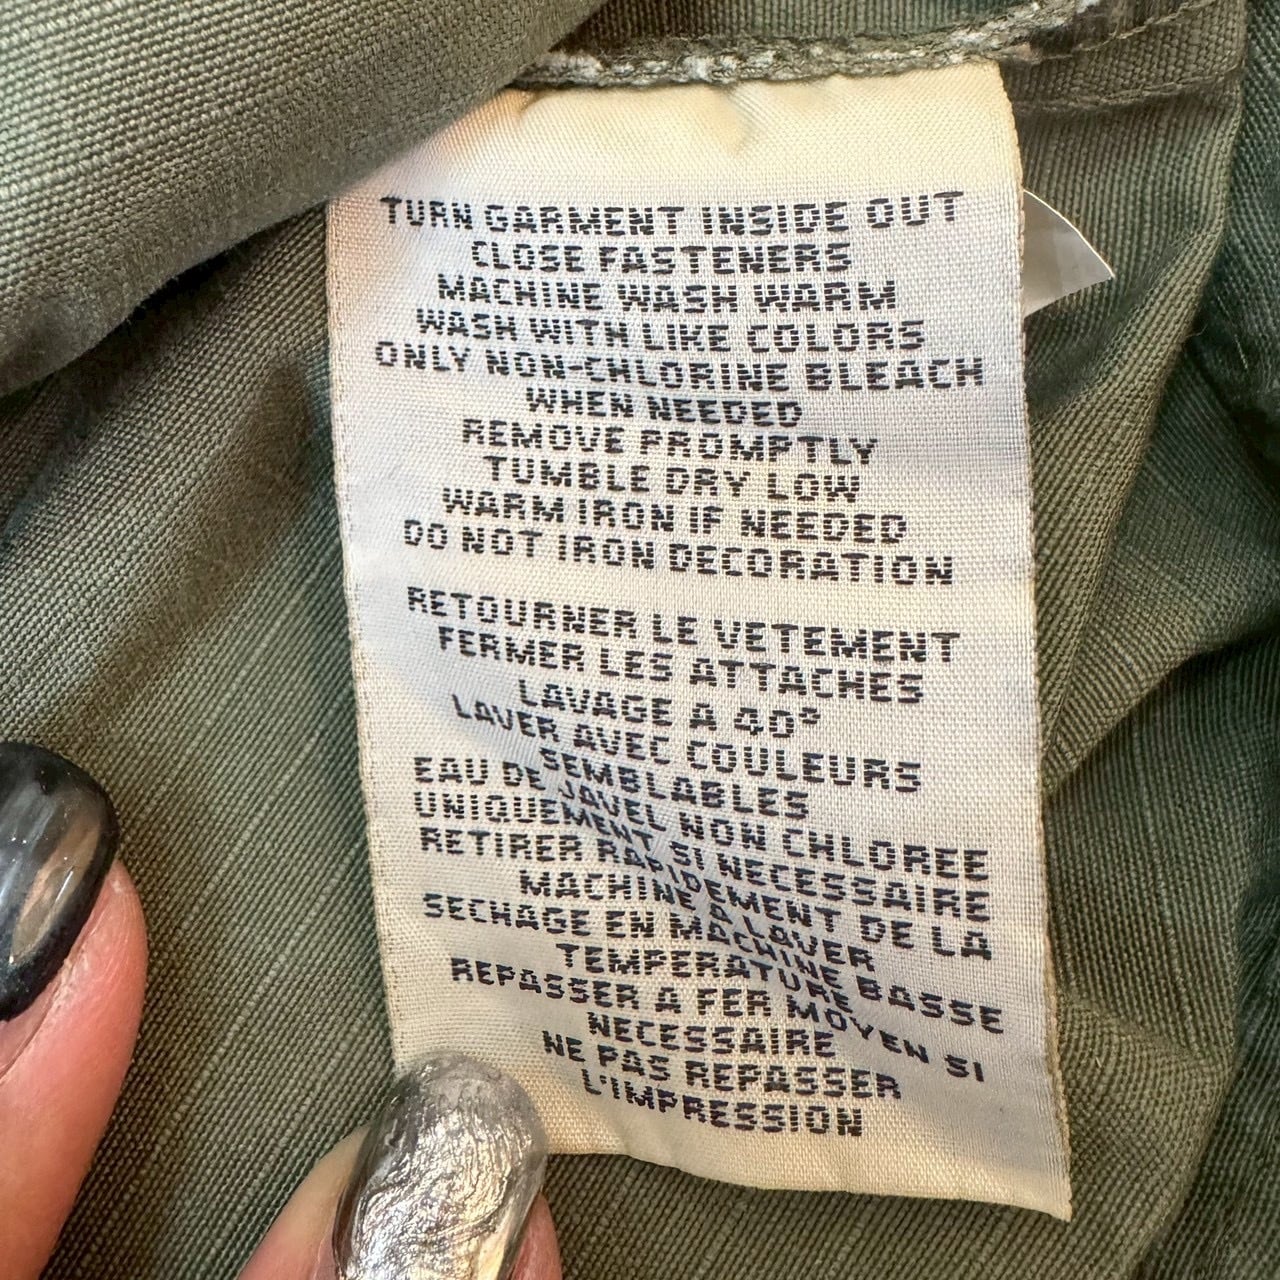 TURN GARMENT INSIDE OUT
CLOSE FASTENERS
MACHINE WASH WARM
WASH WITH LIKE COLORS
ONLY NON-CHLORINE BLEACH
WHEN NEEDED
REMOVE PROMPTLY
TUMBLE DRY LOW
WARM IRON IF NEEDED
DO NOT IRON DECORATION
RETOURNER LE VETEMENT
FERMER LES ATTACHES
LAVAGE A 40°
LAVER AVEC COULEURS
SEMBLABLES
EAU DE JAVEL NON CHLOREE
UNIQUEMENT SI NECESSAIRE
RETIRER RAPIDEMENT DE LA
MACHINE A LAVER
SECHAGE EN MACHINE BASSE
TEMPERATURE
REPASSER A FER MOYEN SI
NECESSAIRE
NE PAS REPASSER
L'IMPRESSION